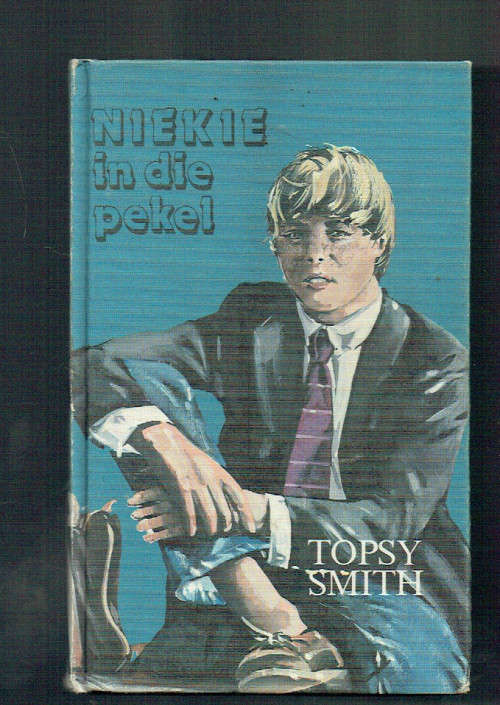 NIEKIE
in die
pekel
TOPSY
SMITH